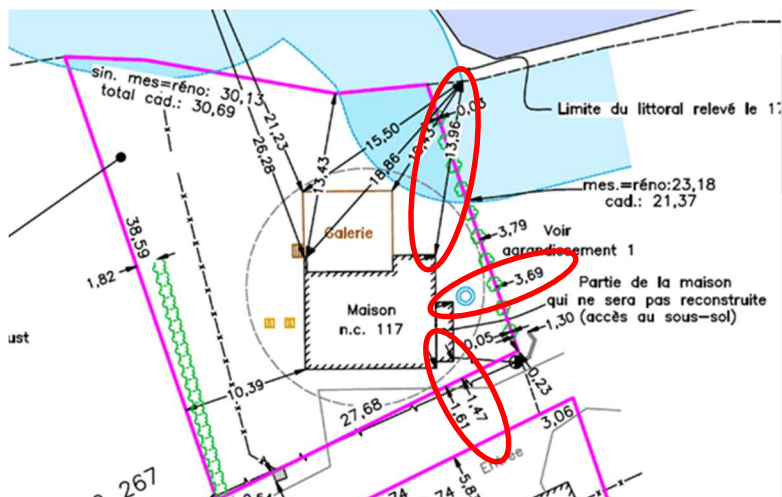 sin. mes=réno: 30,13
total cad.: 30,69
21,23
26,28
15,50
18,86
13,43
0,03
13,96
Limite du littoral relevé le 17
mes.=réno:23,18
cad.: 21,37
38,59
1,82
Galerie
3,79
Voir
agrandissement 1
3,69
Partie de la maison
qui ne sera pas reconstruite
(accès au sous-sol)
Maison
n.c. 117
ust
0,05
1,30
10,39
27,68
1,47
1,61
0,23
3,06
Entrée
267